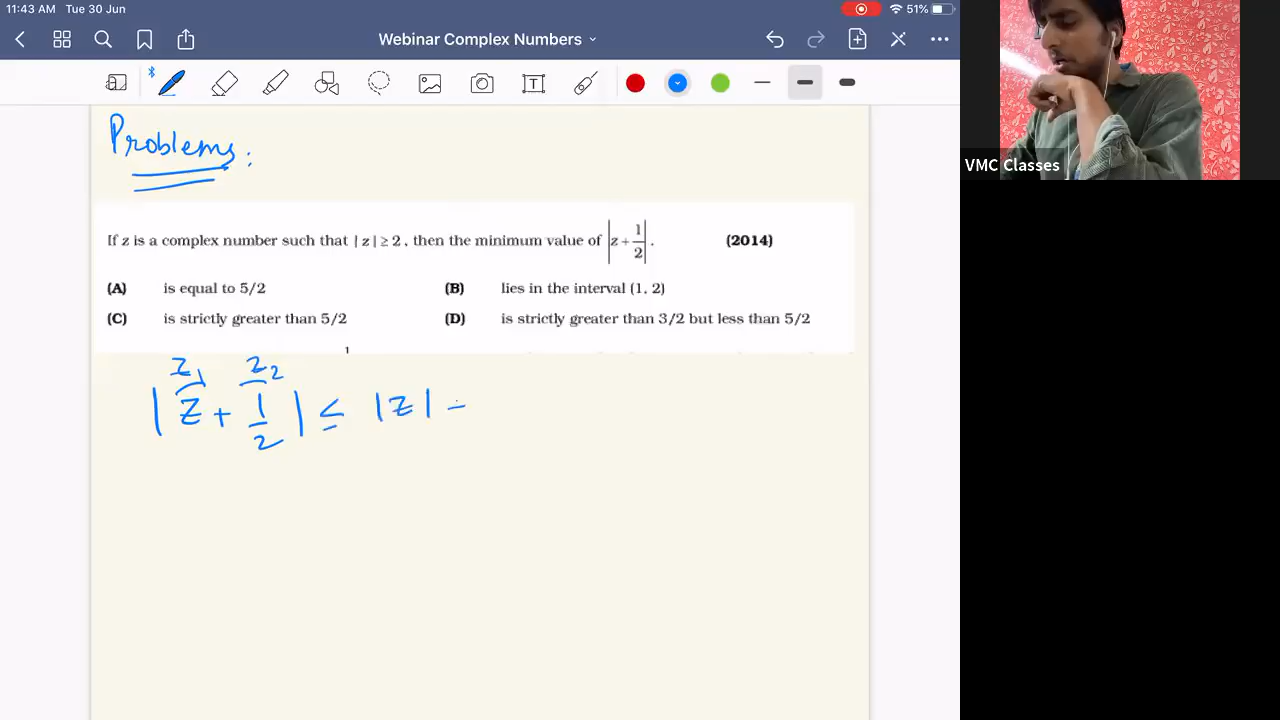 11:43 AM Tue 30 Jun
51%
Webinar Complex Numbers
VMC Classes
Problems:
If z is a complex number such that | z | ≥ 2 , then the minimum value of |z + 1/2| . (2014)
(A) is equal to 5/2 (B) lies in the interval (1, 2)
(C) is strictly greater than 5/2 (D) is strictly greater than 3/2 but less than 5/2
1
z1 z2
| z + 1/2 | ≤ |z| -